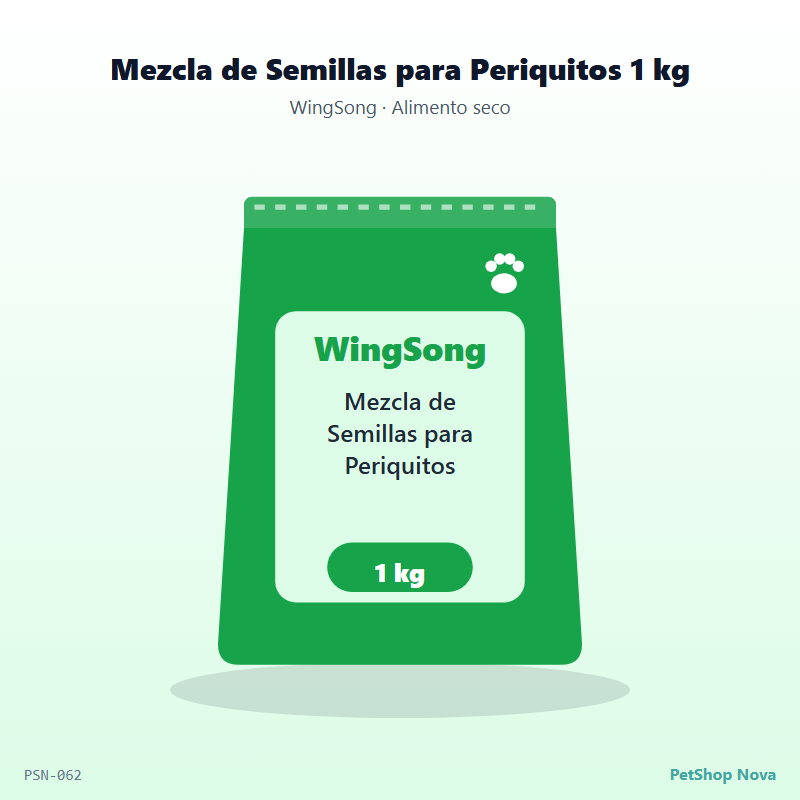 Mezcla de Semillas para Periquitos 1 kg
WingSong · Alimento seco
WingSong
Mezcla de
Semillas para
Periquitos
1 kg
PSN-062
PetShop Nova